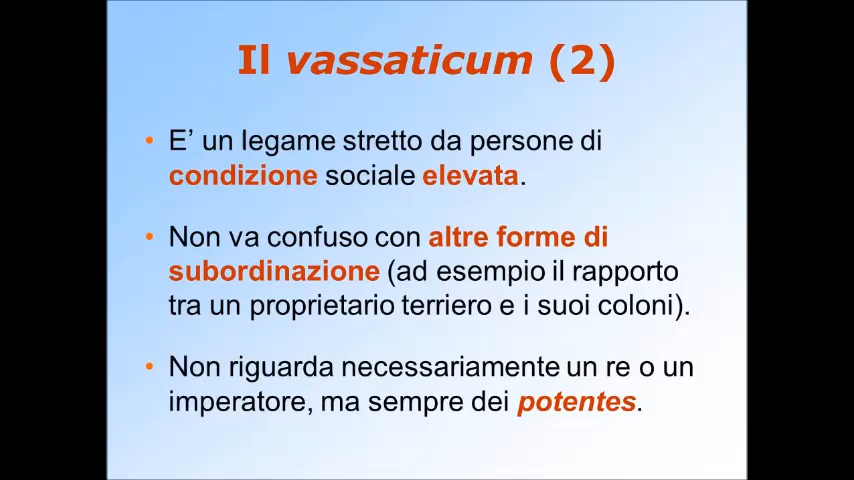 Il vassaticum (2)
• E’ un legame stretto da persone di
condizione sociale elevata.
• Non va confuso con altre forme di
subordinazione (ad esempio il rapporto
tra un proprietario terriero e i suoi coloni).
• Non riguarda necessariamente un re o un
imperatore, ma sempre dei potentes.